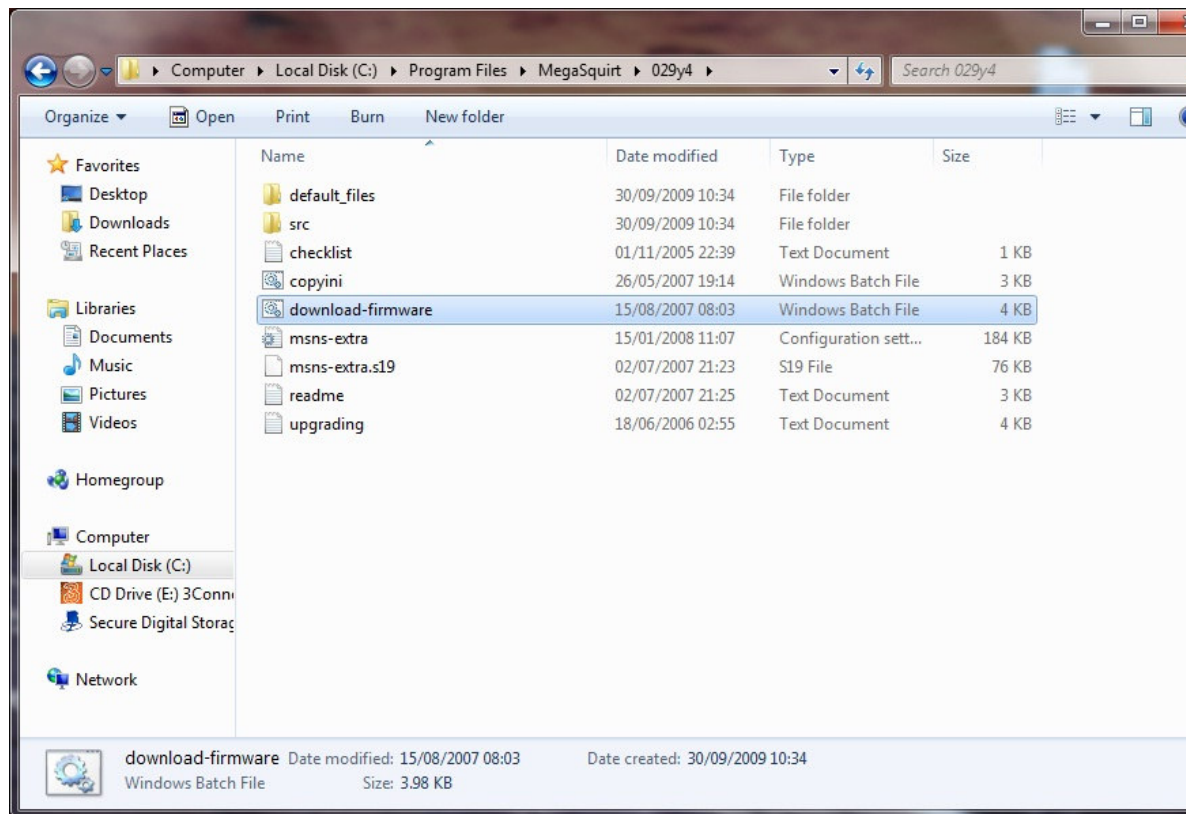 Computer Local Disk (C:) Program Files MegaSquirt 029y4 Search 029y4
Organize Open Print Burn New folder
Favorites
Desktop
Downloads
Recent Places
Libraries
Documents
Music
Pictures
Videos
Homegroup
Computer
Local Disk (C:)
CD Drive (E:) 3Conn
Secure Digital Storag
Network
Name Date modified Type Size
default_files 30/09/2009 10:34 File folder
src 30/09/2009 10:34 File folder
checklist 01/11/2005 22:39 Text Document 1 KB
copyini 26/05/2007 19:14 Windows Batch File 3 KB
download-firmware 15/08/2007 08:03 Windows Batch File 4 KB
msns-extra 15/01/2008 11:07 Configuration sett... 184 KB
msns-extra.s19 02/07/2007 21:23 S19 File 76 KB
readme 02/07/2007 21:25 Text Document 3 KB
upgrading 18/06/2006 02:55 Text Document 4 KB
download-firmware Date modified: 15/08/2007 08:03 Date created: 30/09/2009 10:34
Windows Batch File Size: 3.98 KB